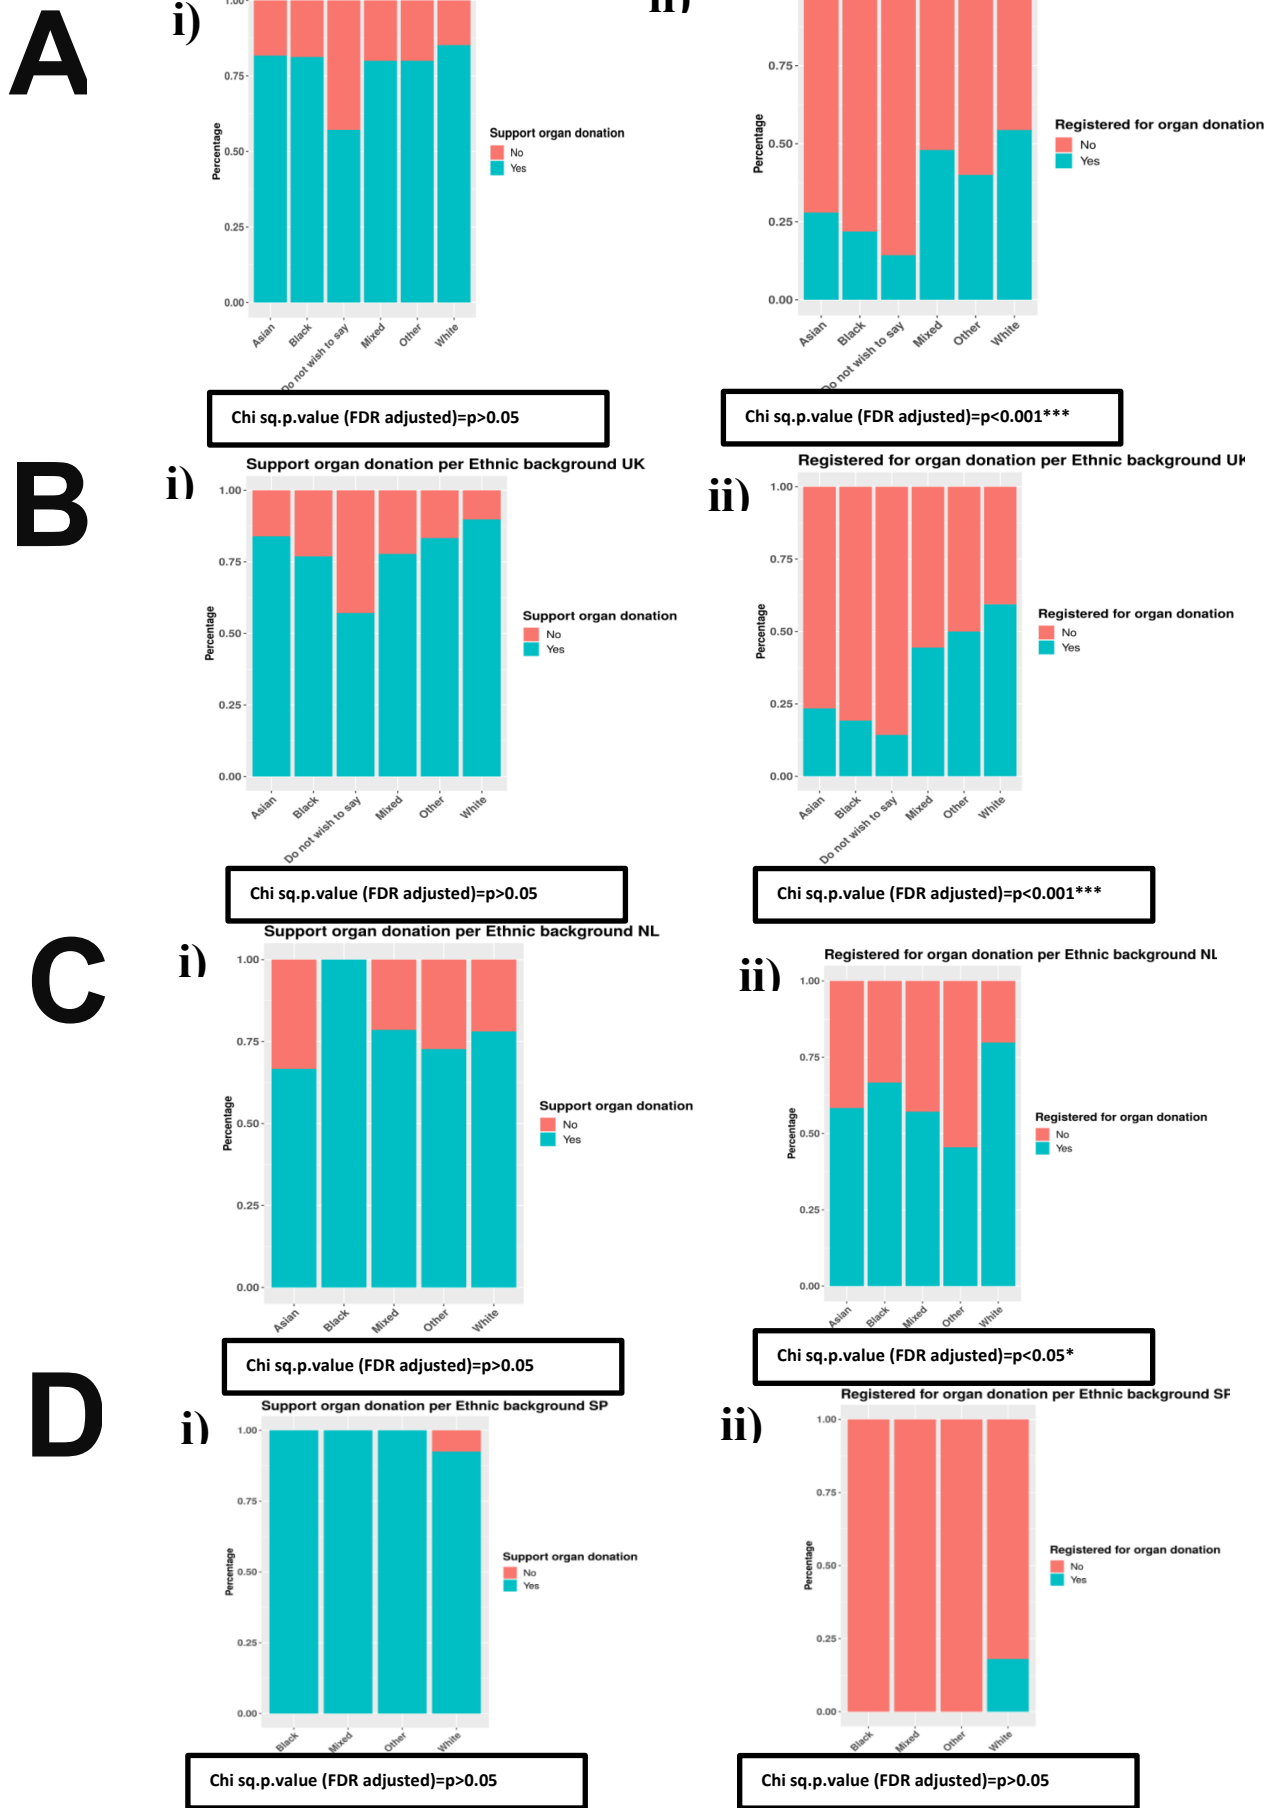 A
i)
1.00
0.75
0.50
0.25
0.00
Percentage
Asian
Black
Do not wish to say
Mixed
Other
White
Support organ donation
No
Yes
Chi sq.p.value (FDR adjusted)=p>0.05
ii)
0.75
0.50
0.25
0.00
Percentage
Asian
Black
Do not wish to say
Mixed
Other
White
Registered for organ donation
No
Yes
Chi sq.p.value (FDR adjusted)=p<0.001***
B
i)
Support organ donation per Ethnic background UK
1.00
0.75
0.50
0.25
0.00
Percentage
Asian
Black
Do not wish to say
Mixed
Other
White
Support organ donation
No
Yes
Chi sq.p.value (FDR adjusted)=p>0.05
ii)
Registered for organ donation per Ethnic background UK
1.00
0.75
0.50
0.25
0.00
Percentage
Asian
Black
Do not wish to say
Mixed
Other
White
Registered for organ donation
No
Yes
Chi sq.p.value (FDR adjusted)=p<0.001***
C
i)
Support organ donation per Ethnic background NL
1.00
0.75
0.50
0.25
0.00
Percentage
Asian
Black
Mixed
Other
White
Support organ donation
No
Yes
Chi sq.p.value (FDR adjusted)=p>0.05
ii)
Registered for organ donation per Ethnic background NL
1.00
0.75
0.50
0.25
0.00
Percentage
Asian
Black
Mixed
Other
White
Registered for organ donation
No
Yes
Chi sq.p.value (FDR adjusted)=p<0.05*
D
i)
Support organ donation per Ethnic background SP
1.00
0.75
0.50
0.25
0.00
Percentage
Black
Mixed
Other
White
Support organ donation
No
Yes
Chi sq.p.value (FDR adjusted)=p>0.05
ii)
Registered for organ donation per Ethnic background SP
1.00
0.75
0.50
0.25
0.00
Percentage
Black
Mixed
Other
White
Registered for organ donation
No
Yes
Chi sq.p.value (FDR adjusted)=p>0.05